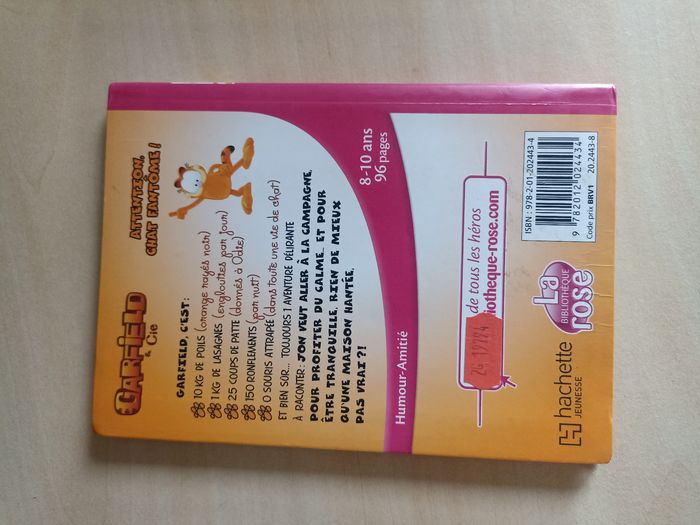 GARFIELD
& Cie
ATTENTION,
CHAT FANTÔME !
GARFIELD, C'EST :
10 KG DE POILS (orange rayés noir)
1 KG DE LASAGNES (englouties par jour)
25 COUPS DE PATTE (donnés à Odie)
150 RONFLEMENTS (par nuit)
0 SOURIS ATTRAPÉE (dans toute une vie de chat)
ET BIEN SÛR... TOUJOURS 1 AVENTURE DÉLIRANTE
À RACONTER : JON VEUT ALLER À LA CAMPAGNE,
POUR PROFITER DU CALME... ET POUR
ÊTRE TRANQUILLE, RIEN DE MIEUX
QU'UNE MAISON HANTÉE,
PAS VRAI ?!
Humour-Amitié
8-10 ans
96 pages
de tous les héros
liotheque-rose.com
hachette
JEUNESSE
La
BIBLIOTHÈQUE
rose
ISBN : 978-2-01-202443-4
9 782012 024434
Code prix BRV1 20.2443-8